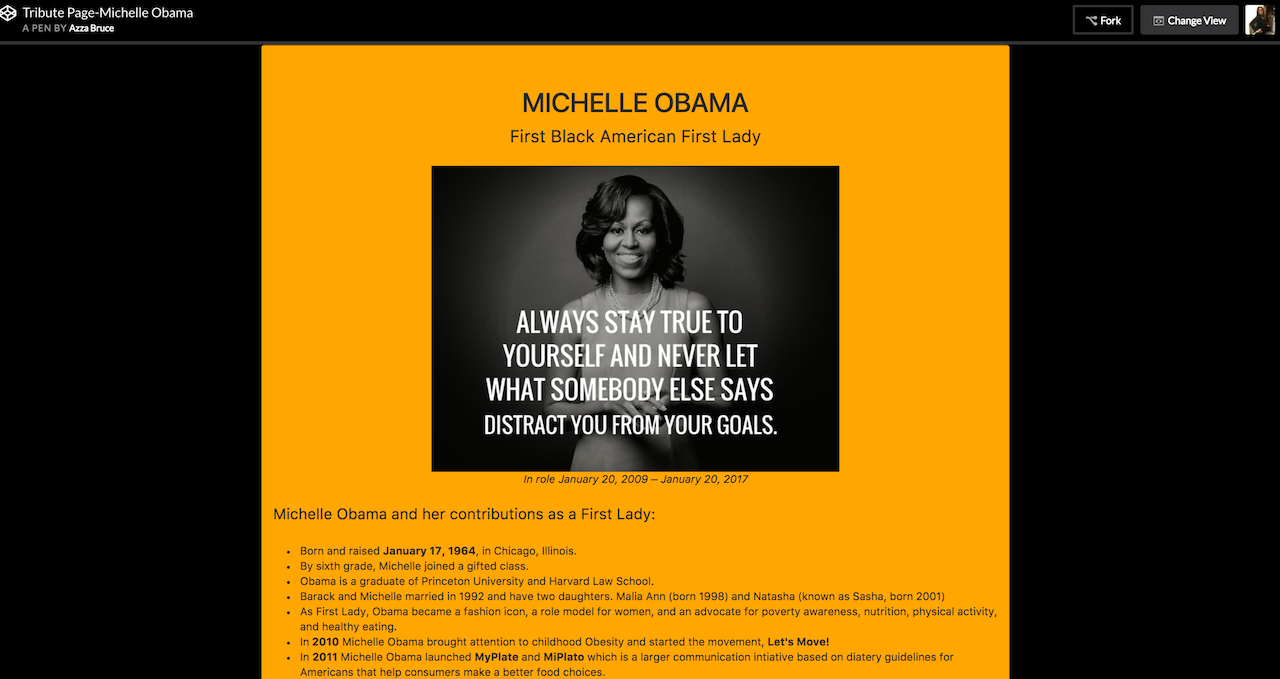 Tribute Page-Michelle Obama
A PEN BY Azza Bruce
Fork
Change View
MICHELLE OBAMA
First Black American First Lady
ALWAYS STAY TRUE TO
YOURSELF AND NEVER LET
WHAT SOMEBODY ELSE SAYS
DISTRACT YOU FROM YOUR GOALS.
In role January 20, 2009 – January 20, 2017
Michelle Obama and her contributions as a First Lady:
• Born and raised January 17, 1964, in Chicago, Illinois.
• By sixth grade, Michelle joined a gifted class.
• Obama is a graduate of Princeton University and Harvard Law School.
• Barack and Michelle married in 1992 and have two daughters. Malia Ann (born 1998) and Natasha (known as Sasha, born 2001)
• As First Lady, Obama became a fashion icon, a role model for women, and an advocate for poverty awareness, nutrition, physical activity,
and healthy eating.
• In 2010 Michelle Obama brought attention to childhood Obesity and started the movement, Let's Move!
• In 2011 Michelle Obama launched MyPlate and MiPlato which is a larger communication intiative based on diatery guidelines for
Americans that help consumers make a better food choices.